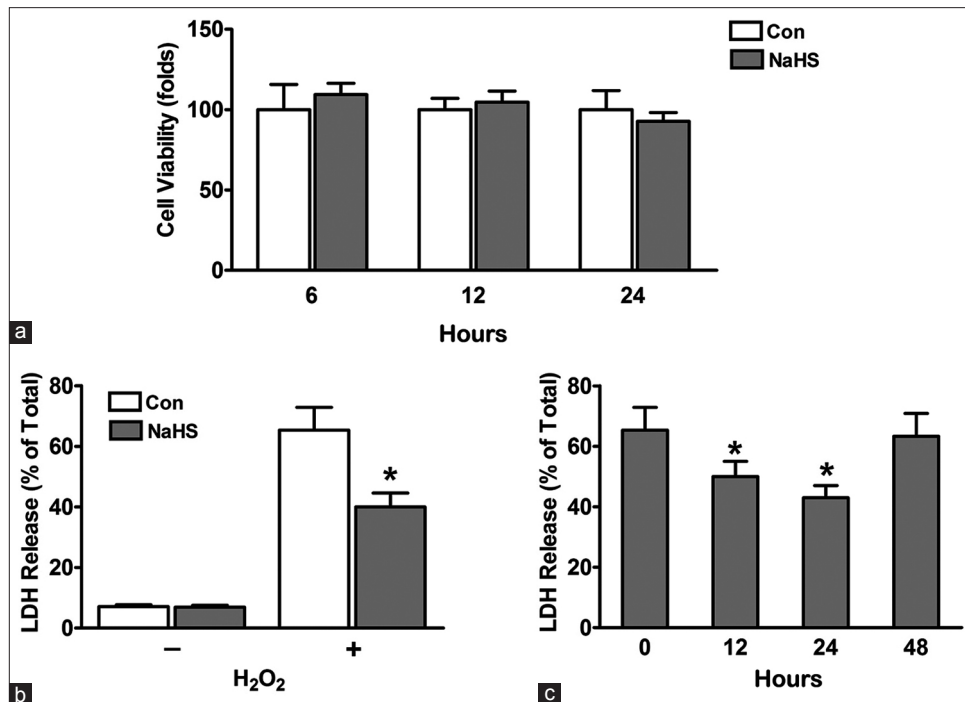 150
100
50
0
Cell Viability (folds)
Con
NaHS
6 12 24
Hours
a
80
60
40
20
0
LDH Release (% of Total)
Con
NaHS
*
– +
H₂O₂
b
80
60
40
20
0
LDH Release (% of Total)
* *
0 12 24 48
Hours
c